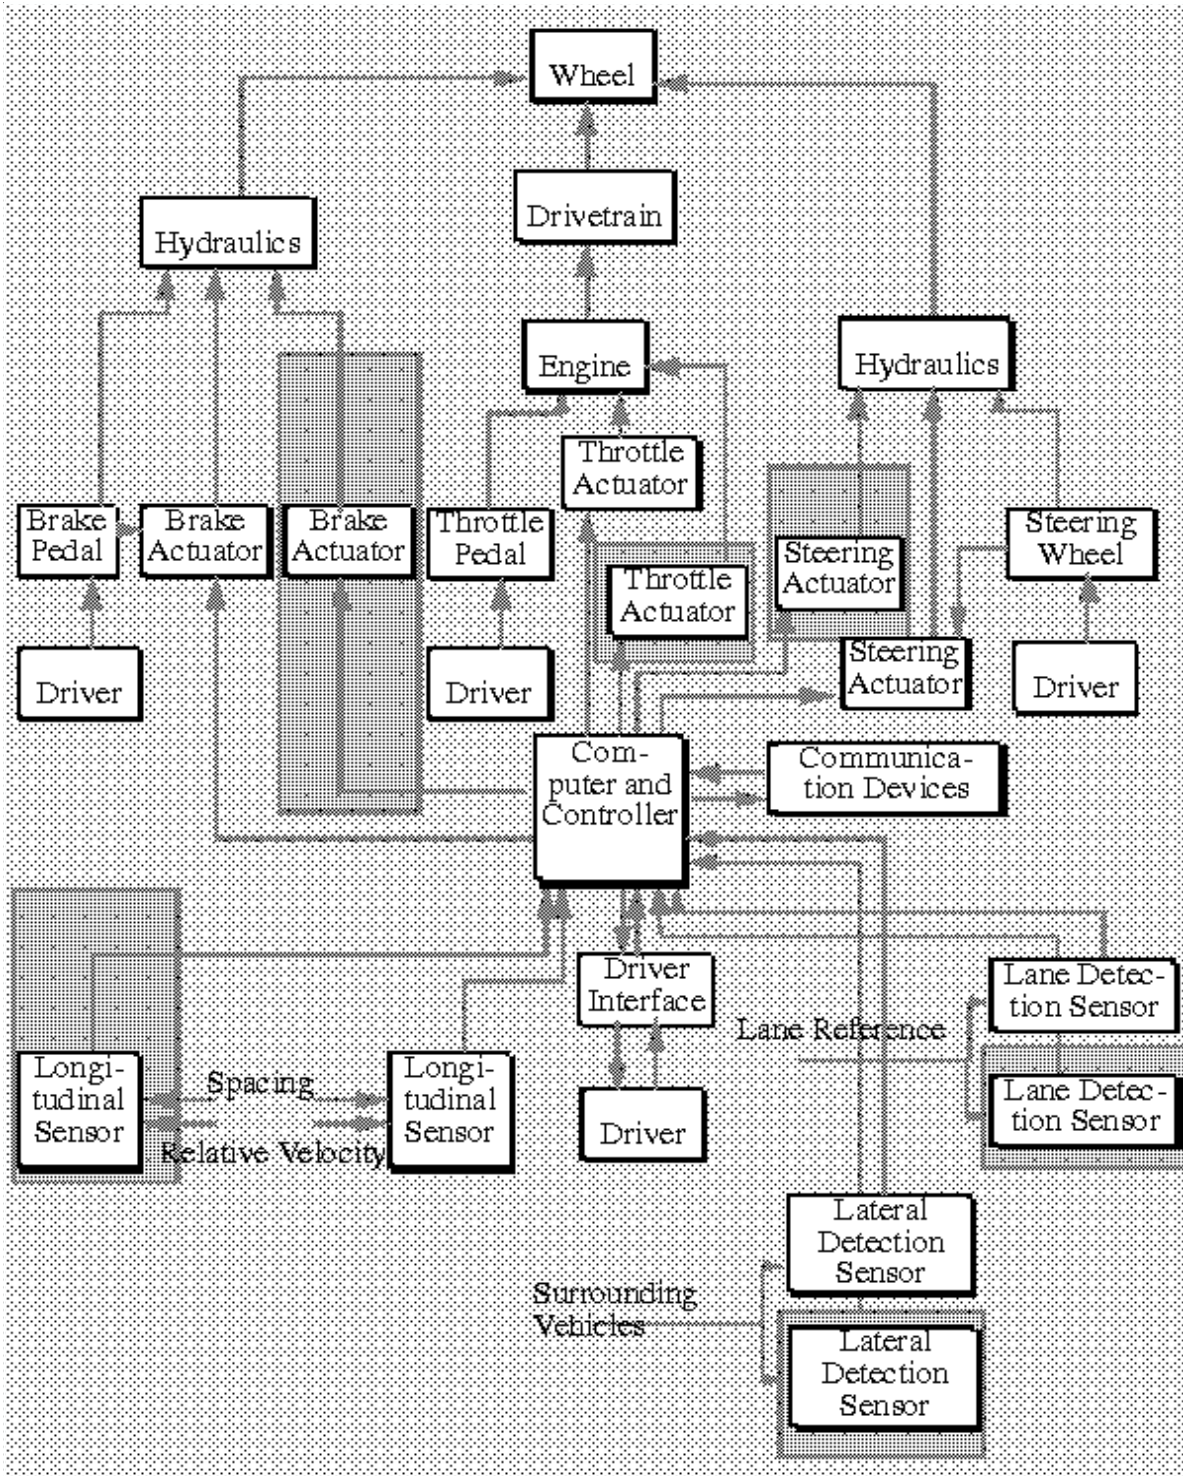 Wheel
Drivetrain
Hydraulics
Engine
Hydraulics
Throttle
Actuator
Brake
Pedal
Brake
Actuator
Brake
Actuator
Throttle
Pedal
Throttle
Actuator
Steering
Actuator
Steering
Wheel
Driver
Driver
Steering
Actuator
Driver
Com-
puter and
Controller
Communica-
tion Devices
Driver
Interface
Lane Detec-
tion Sensor
Lane Reference
Longi-
tudinal
Sensor
Spacing
Relative Velocity
Longi-
tudinal
Sensor
Driver
Lane Detec-
tion Sensor
Lateral
Detection
Sensor
Surrounding
Vehicles
Lateral
Detection
Sensor